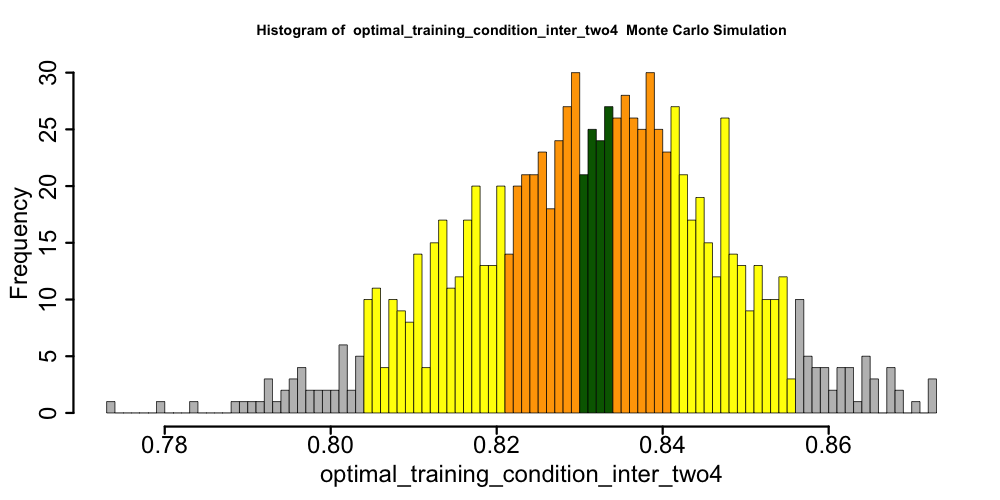 Histogram of optimal_training_condition_inter_two4 Monte Carlo Simulation
Frequency
30
25
20
15
10
5
0
0.78 0.80 0.82 0.84 0.86
optimal_training_condition_inter_two4